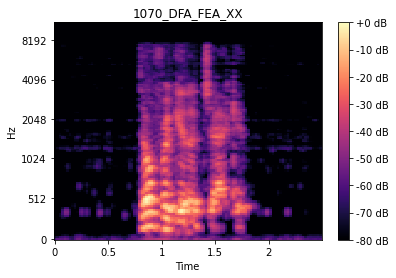 1070_DFA_FEA_XX
8192
4096
2048
1024
512
0
Hz
0
0.5
1
1.5
2
Time
+0 dB
-10 dB
-20 dB
-30 dB
-40 dB
-50 dB
-60 dB
-70 dB
-80 dB